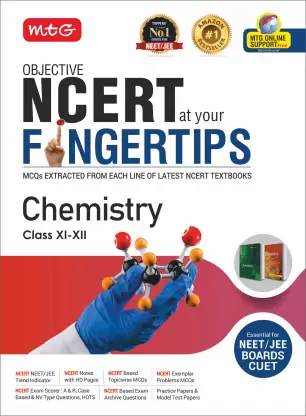 mtG
No.1
NEET/JEE
AMAZON
#1
BESTSELLER
MTG ONLINE
SUPPORT
OBJECTIVE
NCERT at your
FINGERTIPS
MCQs EXTRACTED FROM EACH LINE OF LATEST NCERT TEXTBOOKS
Chemistry
Class XI-XII
Essential for
NEET/JEE
BOARDS
CUET
NCERT NEET/JEE
Trend Indicator
NCERT Notes
with HD Pages
NCERT Based
Topicwise MCQs
NCERT Exemplar
Problems MCQs
NCERT Exam Scorer : A & R, Case
Based & NV Type Questions, HOTS
NCERT Based Exam
Archive Questions
Practice Papers &
Model Test Papers